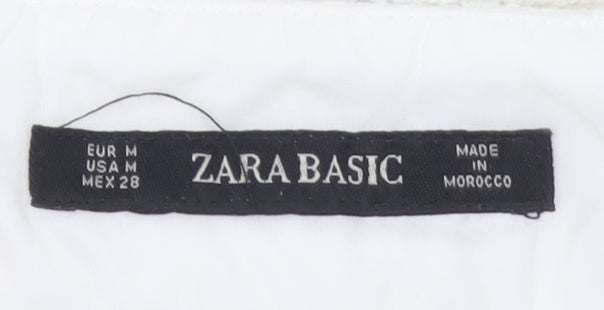 EUR M
USA M
MEX 28
ZARA BASIC
MADE
IN
MOROCCO